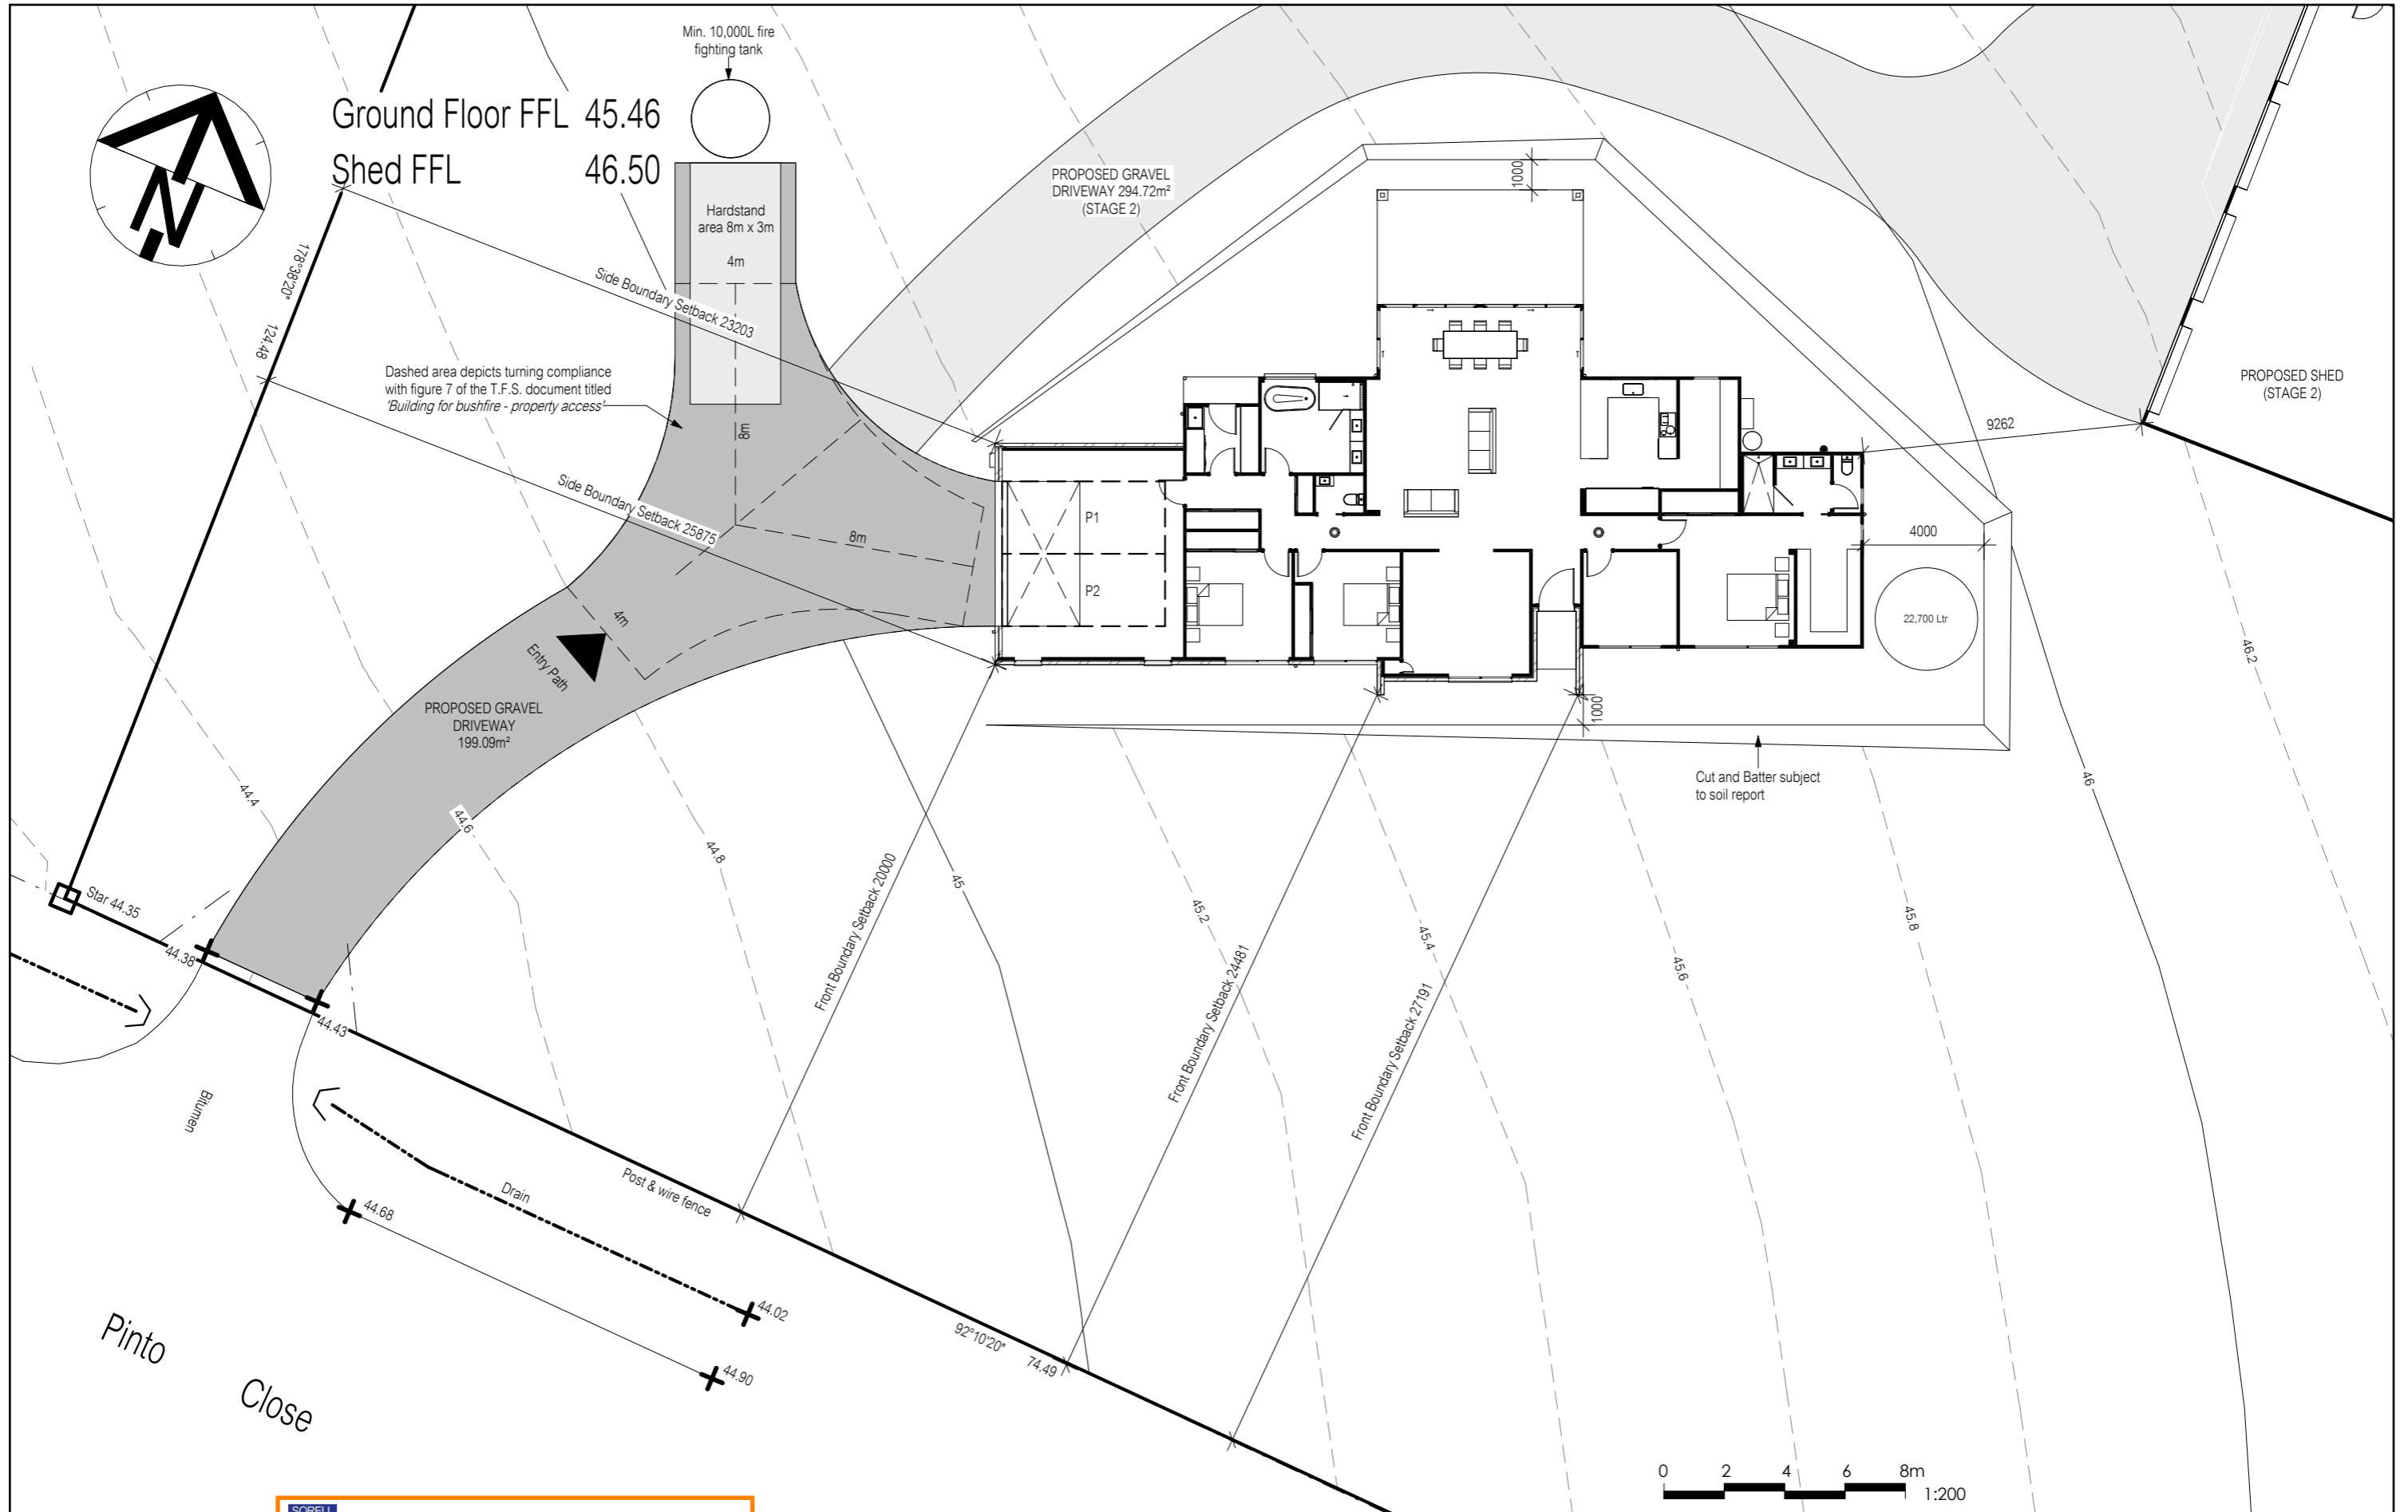 Min. 10,000L fire
fighting tank
Ground Floor FFL 45.46
Shed FFL 46.50
N
Hardstand
area 8m x 3m
4m
PROPOSED GRAVEL
DRIVEWAY 294.72m²
(STAGE 2)
1000
178°38'20"
124.48
Side Boundary Setback 23203
Dashed area depicts turning compliance
with figure 7 of the T.F.S. document titled
'Building for bushfire - property access'
8m
Side Boundary Setback 25875
8m
P1
P2
PROPOSED SHED
(STAGE 2)
9262
4000
22,700 Ltr
4m
Entry Path
PROPOSED GRAVEL
DRIVEWAY
199.09m²
1000
Cut and Batter subject
to soil report
44.4
44.6
44.8
45
45.2
45.4
45.6
45.8
46
46.2
Front Boundary Setback 20000
Front Boundary Setback 24481
Front Boundary Setback 27191
Star 44.35
44.38
44.43
Bitumen
Drain
Post & wire fence
44.68
44.02
44.90
92°10'20"
74.49
Pinto
Close
0 2 4 6 8m
1:200
SORELL